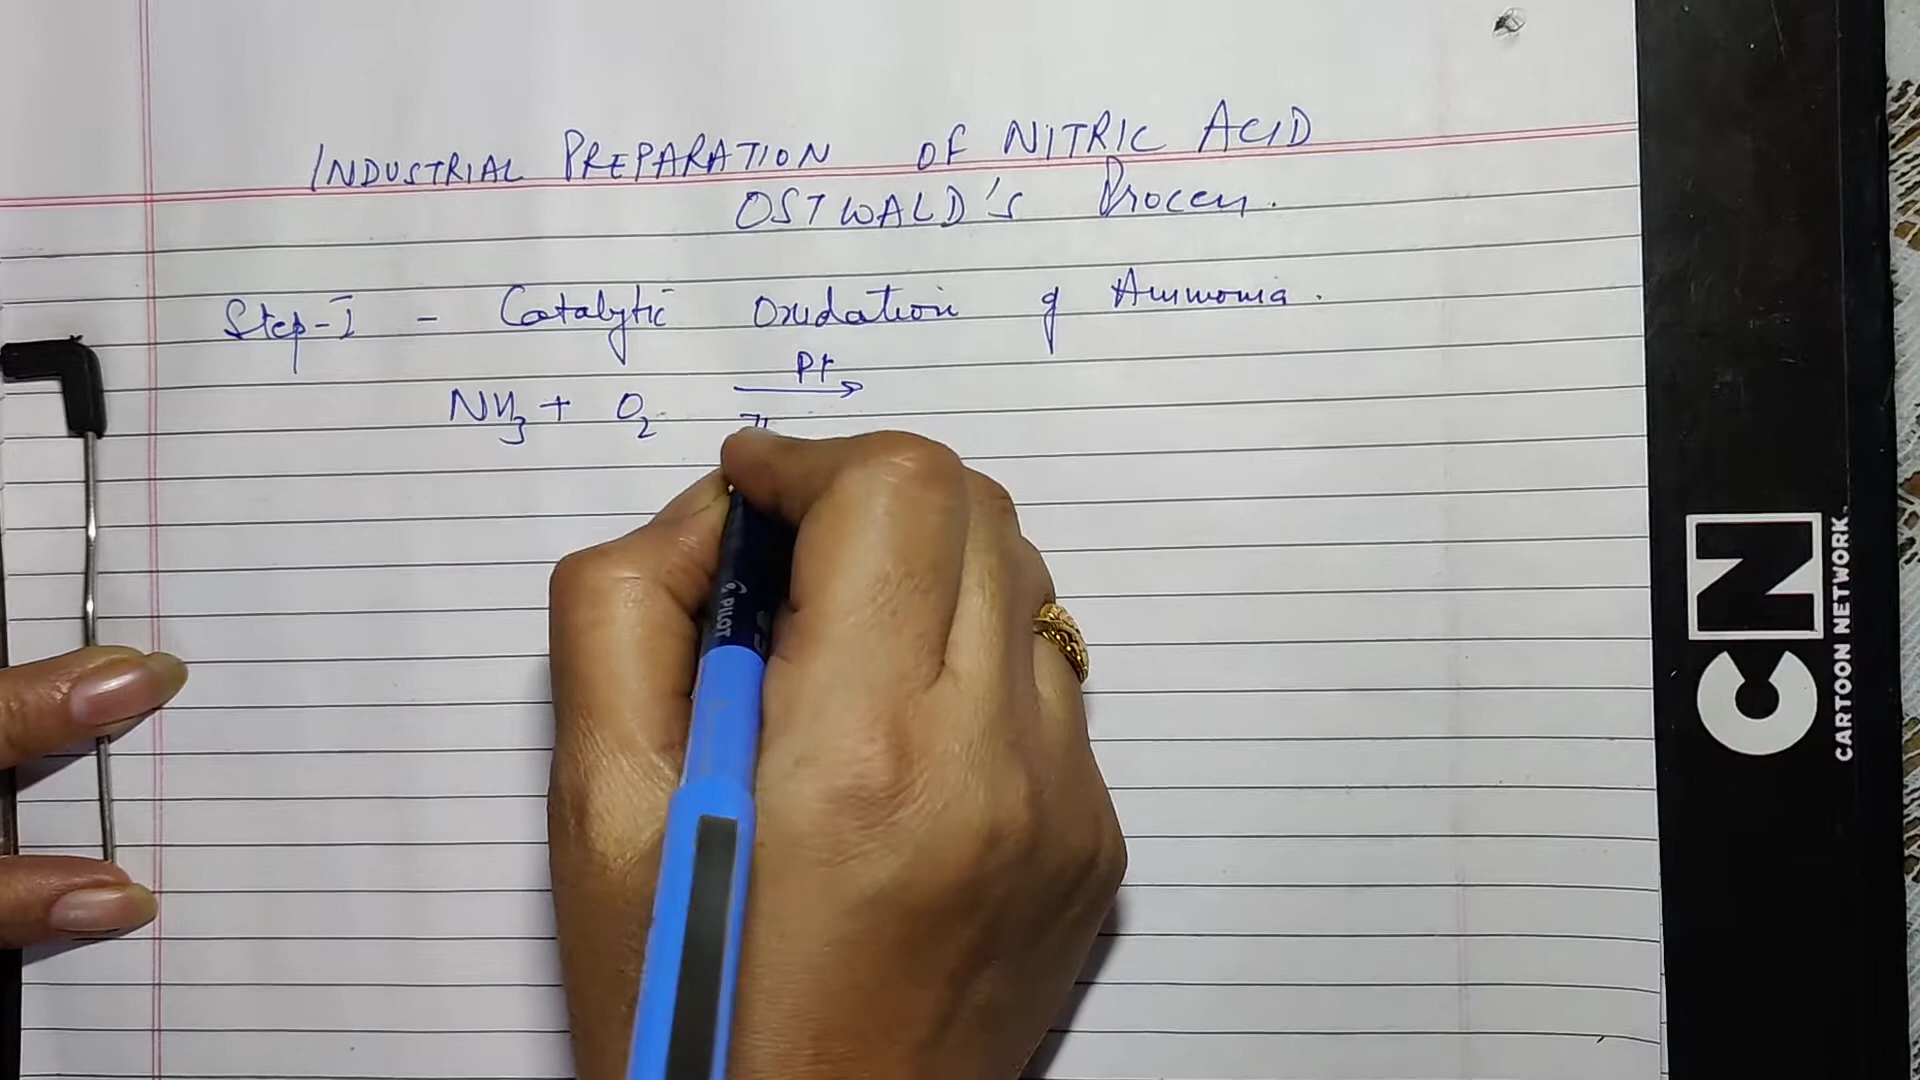 INDUSTRIAL PREPARATION OF NITRIC ACID
OSTWALD'S Process.
Step-I - Catalytic Oxidation of Ammonia.
Pt
NH3 + O2
PILOT
CN
CARTOON NETWORK